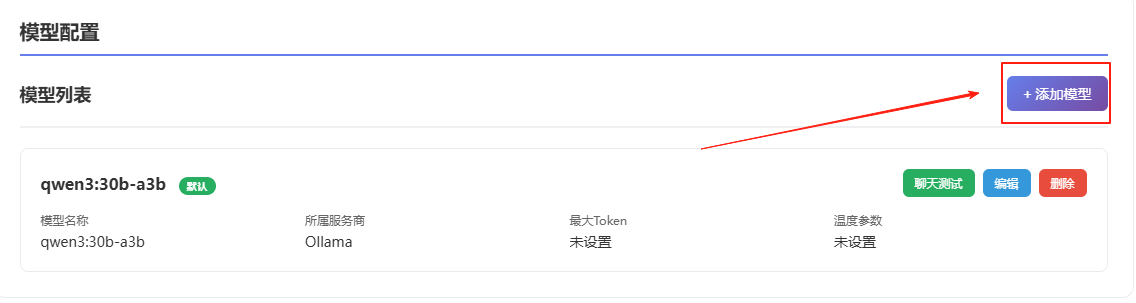 模型配置
模型列表
+ 添加模型
qwen3:30b-a3b 默认
聊天测试 编辑 删除
模型名称 所属服务商 最大Token 温度参数
qwen3:30b-a3b Ollama 未设置 未设置